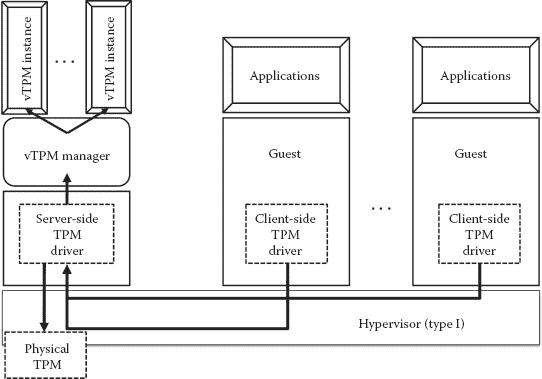 vTPM instance
...
vTPM instance
Applications
Applications
vTPM manager
Guest
Guest
...
Server-side
TPM
driver
Client-side
TPM
driver
Client-side
TPM
driver
Hypervisor (type I)
Physical
TPM